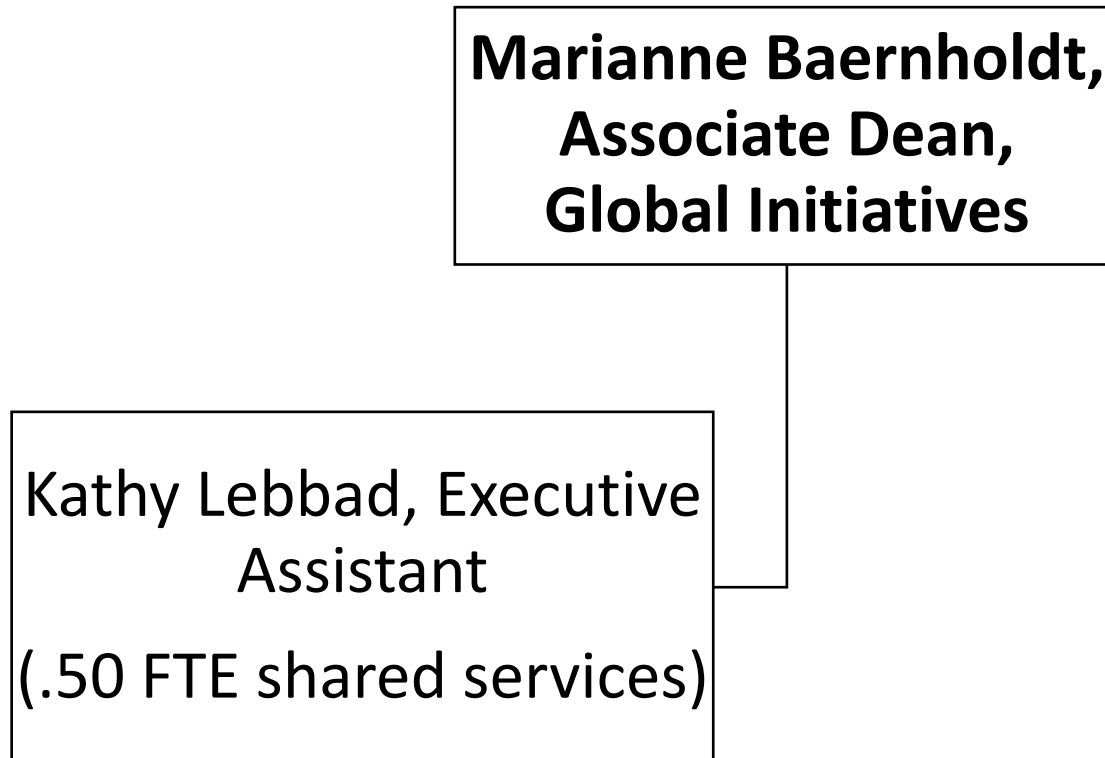 Marianne Baernholdt,
Associate Dean,
Global Initiatives
Kathy Lebbad, Executive
Assistant
(.50 FTE shared services)